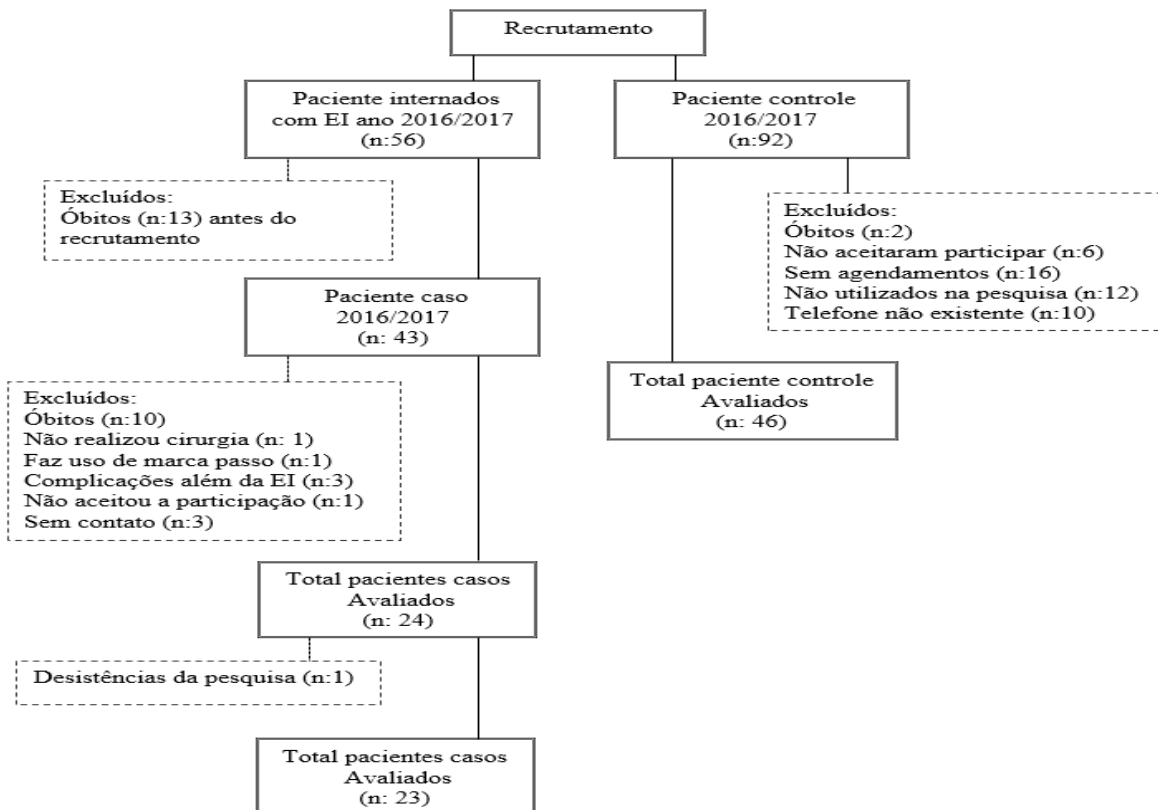 Recrutamento
Paciente internados
com EI ano 2016/2017
(n:56)
Paciente controle
2016/2017
(n:92)
Excluídos:
Óbitos (n:13) antes do
recrutamento
Excluídos:
Óbitos (n:2)
Não aceitaram participar (n:6)
Sem agendamentos (n:16)
Não utilizados na pesquisa (n:12)
Telefone não existente (n:10)
Paciente caso
2016/2017
(n: 43)
Total paciente controle
Avaliados
(n: 46)
Excluídos:
Óbitos (n:10)
Não realizou cirurgia (n: 1)
Faz uso de marca passo (n:1)
Complicações além da EI (n:3)
Não aceitou a participação (n:1)
Sem contato (n:3)
Total pacientes casos
Avaliados
(n: 24)
Desistências da pesquisa (n:1)
Total pacientes casos
Avaliados
(n: 23)